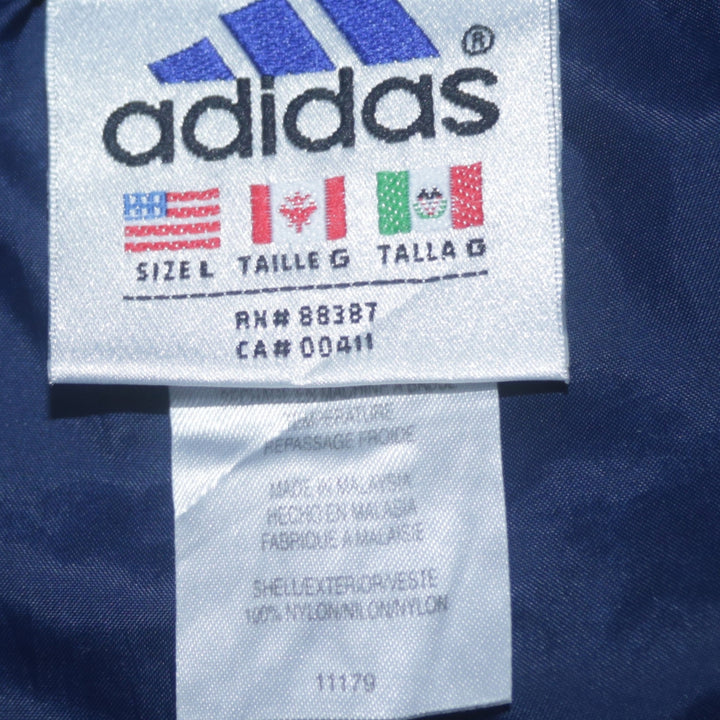 adidas®
SIZE L TAILLE G TALLA G
RN# 88387
CA# 00411
TEMPERATURE
REPASSAGE FROIDE
MADE IN MALAYSIA
HECHO EN MALASIA
FABRIQUE A MALAISIE
SHELL/EXTERIOR/VESTE
100% NYLON/NILON/NYLON
11179